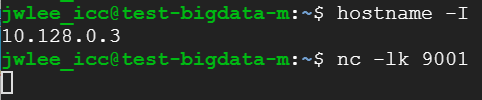 jwlee_icc@test-bigdata-m:~$ hostname -I
10.128.0.3
jwlee_icc@test-bigdata-m:~$ nc -lk 9001